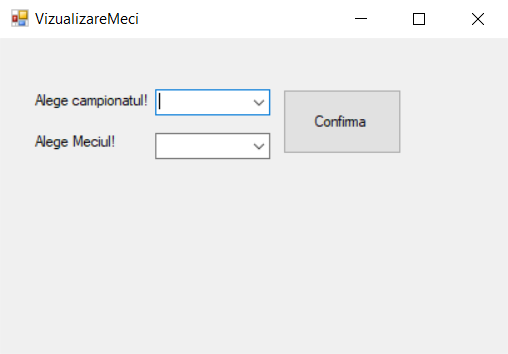 VizualizareMeci
Alege campionatul!
Confirma
Alege Meciul!